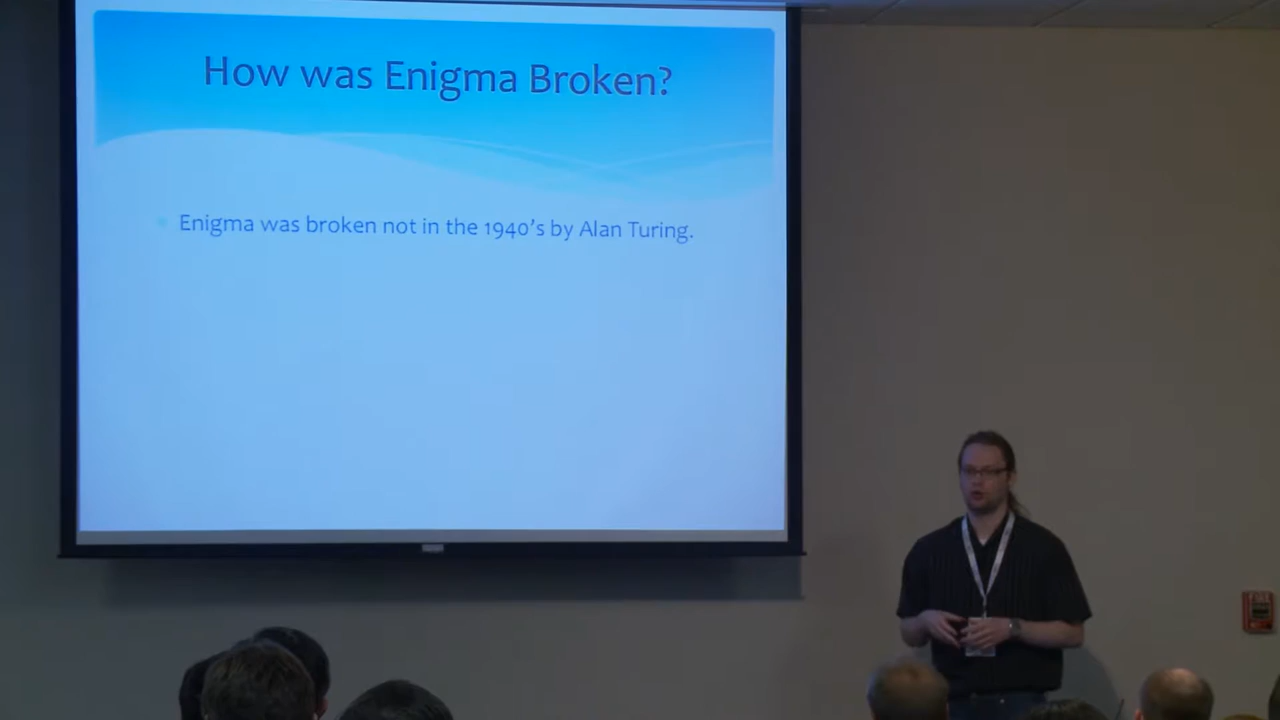 How was Enigma Broken?
Enigma was broken not in the 1940's by Alan Turing.